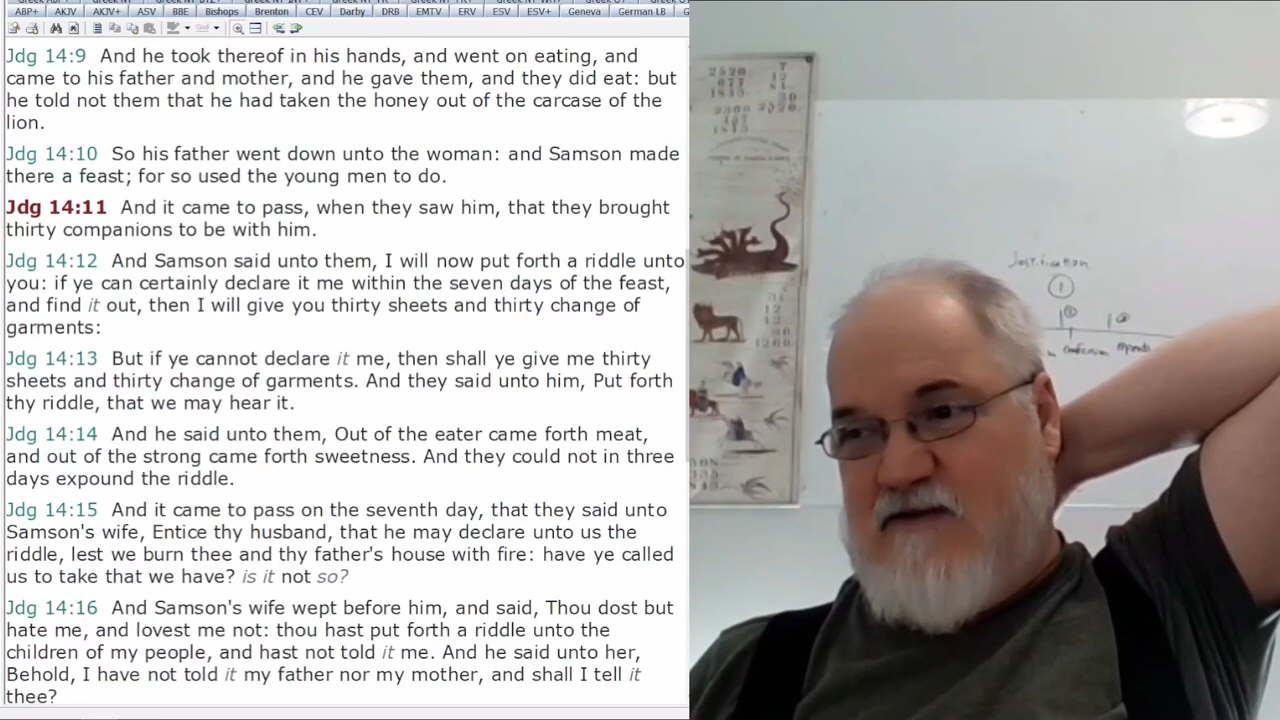 ABP+ AKJV AKJV+ ASV BBE Bishops Brenton CEV Darby DRB EMTV ERV ESV ESV+ Geneva German LB
Jdg 14:9 And he took thereof in his hands, and went on eating, and
came to his father and mother, and he gave them, and they did eat: but
he told not them that he had taken the honey out of the carcase of the
lion.
Jdg 14:10 So his father went down unto the woman: and Samson made
there a feast; for so used the young men to do.
Jdg 14:11 And it came to pass, when they saw him, that they brought
thirty companions to be with him.
Jdg 14:12 And Samson said unto them, I will now put forth a riddle unto
you: if ye can certainly declare it me within the seven days of the feast,
and find it out, then I will give you thirty sheets and thirty change of
garments:
Jdg 14:13 But if ye cannot declare it me, then shall ye give me thirty
sheets and thirty change of garments. And they said unto him, Put forth
thy riddle, that we may hear it.
Jdg 14:14 And he said unto them, Out of the eater came forth meat,
and out of the strong came forth sweetness. And they could not in three
days expound the riddle.
Jdg 14:15 And it came to pass on the seventh day, that they said unto
Samson's wife, Entice thy husband, that he may declare unto us the
riddle, lest we burn thee and thy father's house with fire: have ye called
us to take that we have? is it not so?
Jdg 14:16 And Samson's wife wept before him, and said, Thou dost but
hate me, and lovest me not: thou hast put forth a riddle unto the
children of my people, and hast not told it me. And he said unto her,
Behold, I have not told it my father nor my mother, and shall I tell it
thee?
2520
677
1843
Justification
1